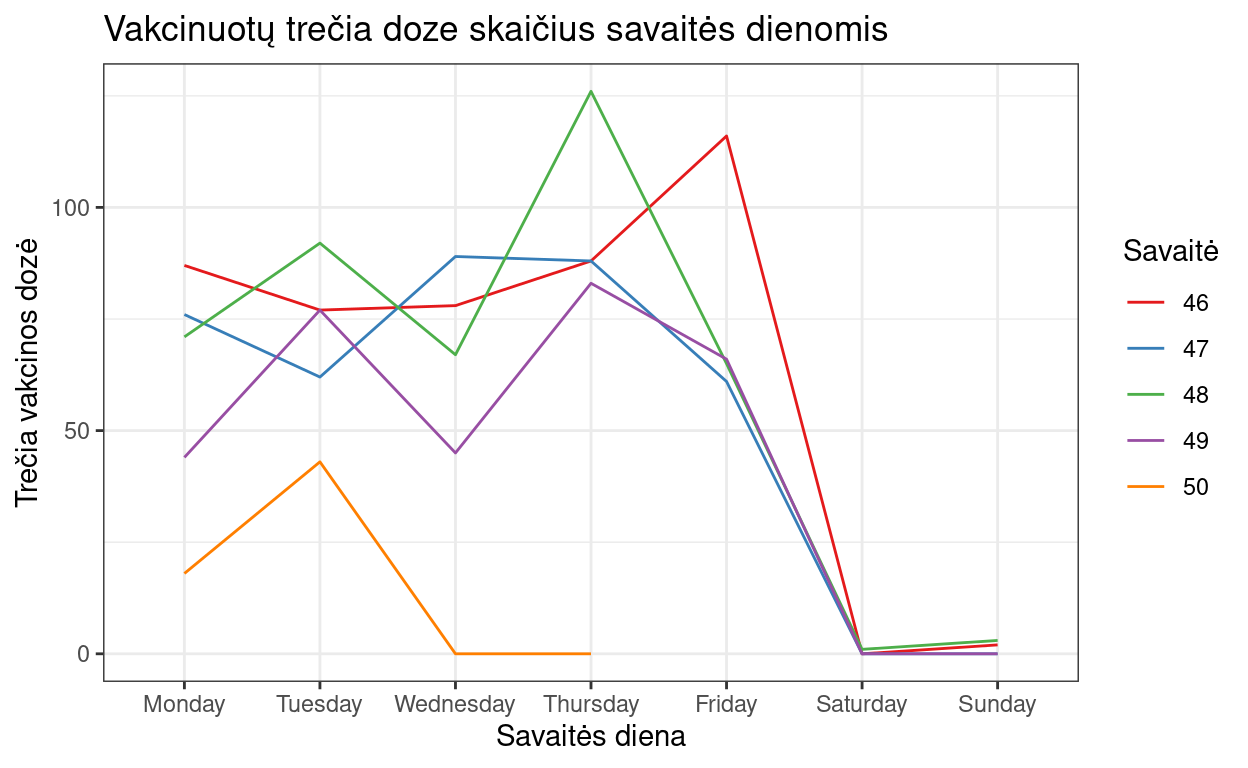 Vakcinuotų trečia doze skaičius savaitės dienomis
Trečia vakcinos dozė
100
50
0
Monday Tuesday Wednesday Thursday Friday Saturday Sunday
Savaitės diena
Savaitė
46
47
48
49
50